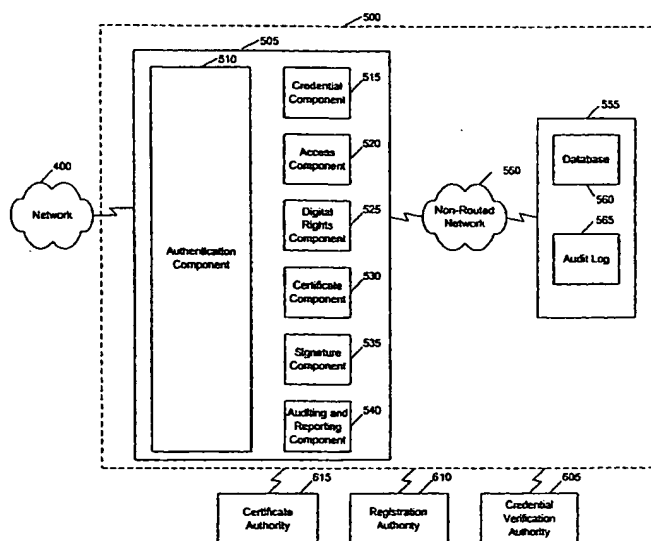 500
505
510
Authentication
Component
Credential
Component
515
Access
Component
520
Digital
Rights
Component
525
Certificate
Component
530
Signature
Component
535
Auditing and
Reporting
Component
540
400
Network
550
Non-Routed
Network
555
Database
560
565
Audit Log
615
Certificate
Authority
610
Registration
Authority
605
Credential
Verification
Authority